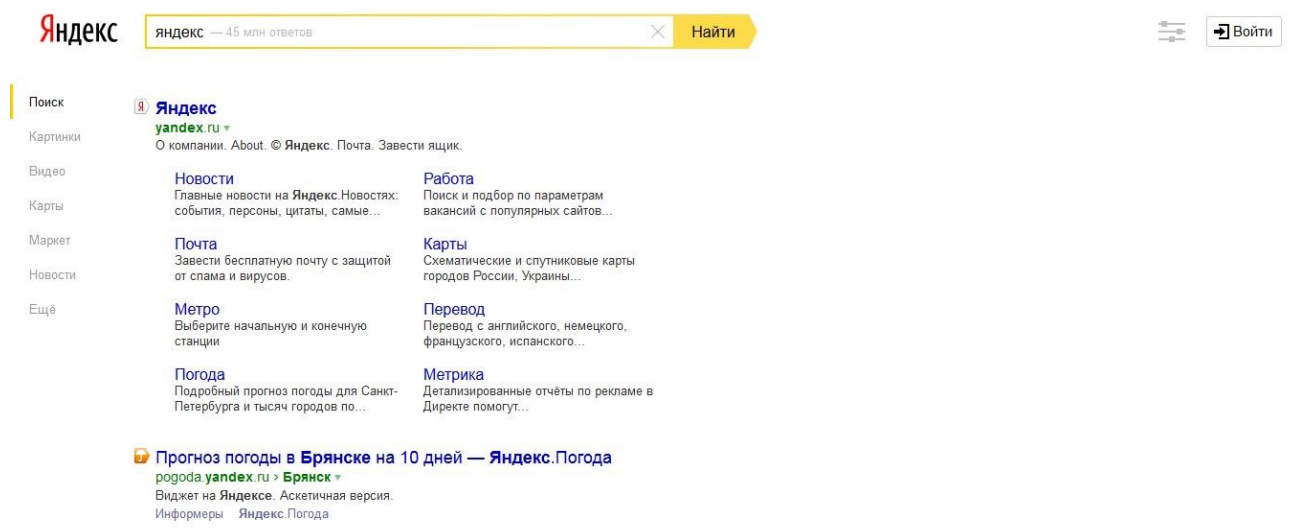 Яндекс
яндекс — 45 млн ответов
Найти
Войти
Поиск
Картинки
Видео
Карты
Маркет
Новости
Ещё
Я Яндекс
yandex.ru
О компании. About. © Яндекс. Почта. Завести ящик.
Новости
Главные новости на Яндекс.Новостях:
события, персоны, цитаты, самые...
Работа
Поиск и подбор по параметрам
вакансий с популярных сайтов...
Почта
Завести бесплатную почту с защитой
от спама и вирусов.
Карты
Схематические и спутниковые карты
городов России, Украины...
Метро
Выберите начальную и конечную
станции
Перевод
Перевод с английского, немецкого,
французского, испанского...
Погода
Подробный прогноз погоды для Санкт-
Петербурга и тысяч городов по...
Метрика
Детализированные отчёты по рекламе в
Директе помогут...
Прогноз погоды в Брянске на 10 дней — Яндекс.Погода
pogoda.yandex.ru › Брянск
Виджет на Яндексе. Аскетичная версия.
Информеры Яндекс.Погода